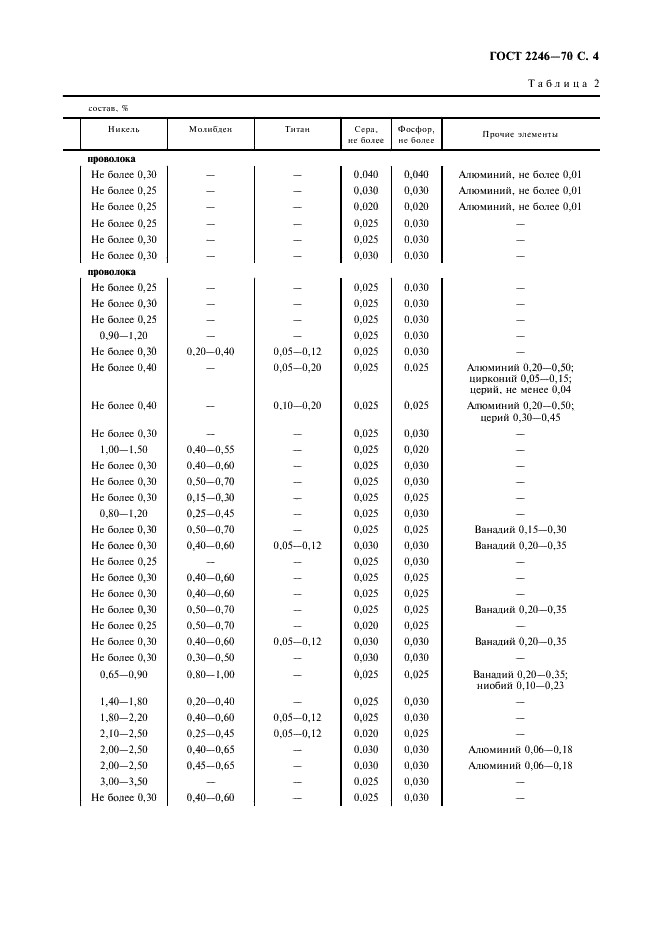 ГОСТ 2246—70 С. 4
Таблица 2
состав, %
Никель Молибден Титан Сера, не более Фосфор, не более Прочие элементы
проволока
Не более 0,30 — — 0,040 0,040 Алюминий, не более 0,01
Не более 0,25 — — 0,030 0,030 Алюминий, не более 0,01
Не более 0,25 — — 0,020 0,020 Алюминий, не более 0,01
Не более 0,25 — — 0,025 0,030 —
Не более 0,30 — — 0,025 0,030 —
Не более 0,30 — — 0,030 0,030 —
проволока
Не более 0,25 — — 0,025 0,030 —
Не более 0,30 — — 0,025 0,030 —
Не более 0,25 — — 0,025 0,030 —
0,90—1,20 — — 0,025 0,030 —
Не более 0,30 0,20—0,40 0,05—0,12 0,025 0,030 —
Не более 0,40 — 0,05—0,20 0,025 0,025 Алюминий 0,20—0,50;
цирконий 0,05—0,15;
церий, не менее 0,04
Не более 0,40 — 0,10—0,20 0,025 0,025 Алюминий 0,20—0,50;
церий 0,30—0,45
Не более 0,30 — — 0,025 0,030 —
1,00—1,50 0,40—0,55 — 0,025 0,020 —
Не более 0,30 0,40—0,60 — 0,025 0,030 —
Не более 0,30 0,50—0,70 — 0,025 0,030 —
Не более 0,30 0,15—0,30 — 0,025 0,025 —
0,80—1,20 0,25—0,45 — 0,025 0,030 —
Не более 0,30 0,50—0,70 — 0,025 0,025 Ванадий 0,15—0,30
Не более 0,30 0,40—0,60 0,05—0,12 0,030 0,030 Ванадий 0,20—0,35
Не более 0,25 — — 0,025 0,030 —
Не более 0,30 0,40—0,60 — 0,025 0,025 —
Не более 0,30 0,40—0,60 — 0,025 0,025 —
Не более 0,30 0,50—0,70 — 0,025 0,025 Ванадий 0,20—0,35
Не более 0,25 0,50—0,70 — 0,020 0,025 —
Не более 0,30 0,40—0,60 0,05—0,12 0,030 0,030 Ванадий 0,20—0,35
Не более 0,30 0,30—0,50 — 0,030 0,030 —
0,65—0,90 0,80—1,00 — 0,025 0,025 Ванадий 0,20—0,35;
ниобий 0,10—0,23
1,40—1,80 0,20—0,40 — 0,025 0,030 —
1,80—2,20 0,40—0,60 0,05—0,12 0,025 0,030 —
2,10—2,50 0,25—0,45 0,05—0,12 0,020 0,025 —
2,00—2,50 0,40—0,65 — 0,030 0,030 Алюминий 0,06—0,18
2,00—2,50 0,45—0,65 — 0,030 0,030 Алюминий 0,06—0,18
3,00—3,50 — — 0,025 0,030 —
Не более 0,30 0,40—0,60 — 0,025 0,030 —